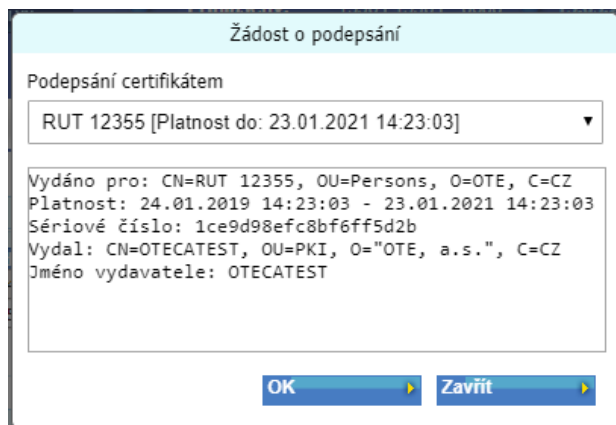 Žádost o podepsání
Podepsání certifikátem
RUT 12355 [Platnost do: 23.01.2021 14:23:03]
Vydáno pro: CN=RUT 12355, OU=Persons, O=OTE, C=CZ
Platnost: 24.01.2019 14:23:03 - 23.01.2021 14:23:03
Sériové číslo: 1ce9d98efc8bf6ff5d2b
Vydal: CN=OTECATEST, OU=PKI, O="OTE, a.s.", C=CZ
Jméno vydavatele: OTECATEST
OK
Zavřít